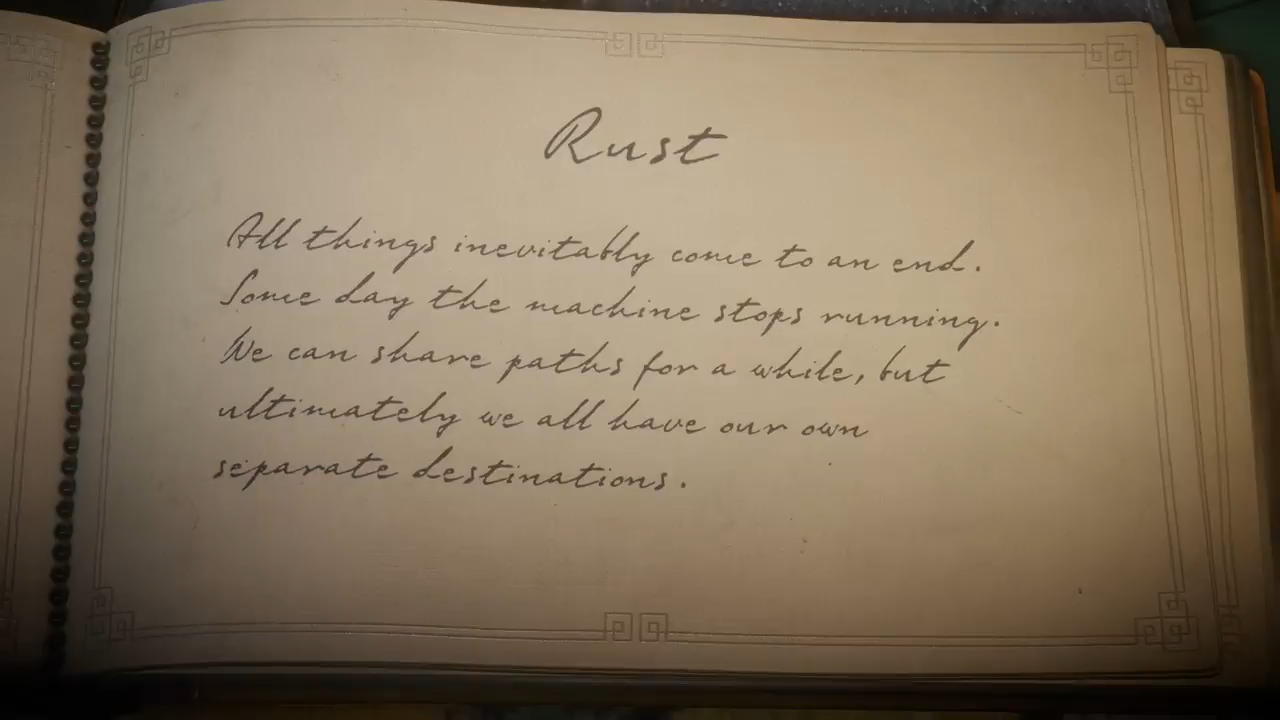 Rust
All things inevitably come to an end.
Some day the machine stops running.
We can share paths for a while, but
ultimately we all have our own
separate destinations.